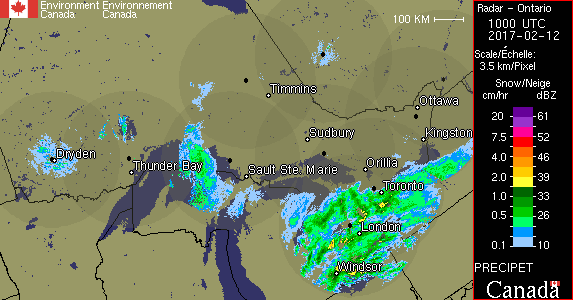 Environment Environnement
Canada Canada
100 KM
Timmins
Ottawa
Sudbury
Kingston
Dryden
Thunder Bay
Sault Ste. Marie
Orillia
Toronto
London
Windsor
Radar - Ontario
1000 UTC
2017-02-12
Scale/Échelle:
3.5 km/Pixel
Snow/Neige
cm/hr dBZ
20 61
7.5 52
4.0 46
2.0 39
1.0 33
0.5 26
0.1 10
PRECIPET
Canada